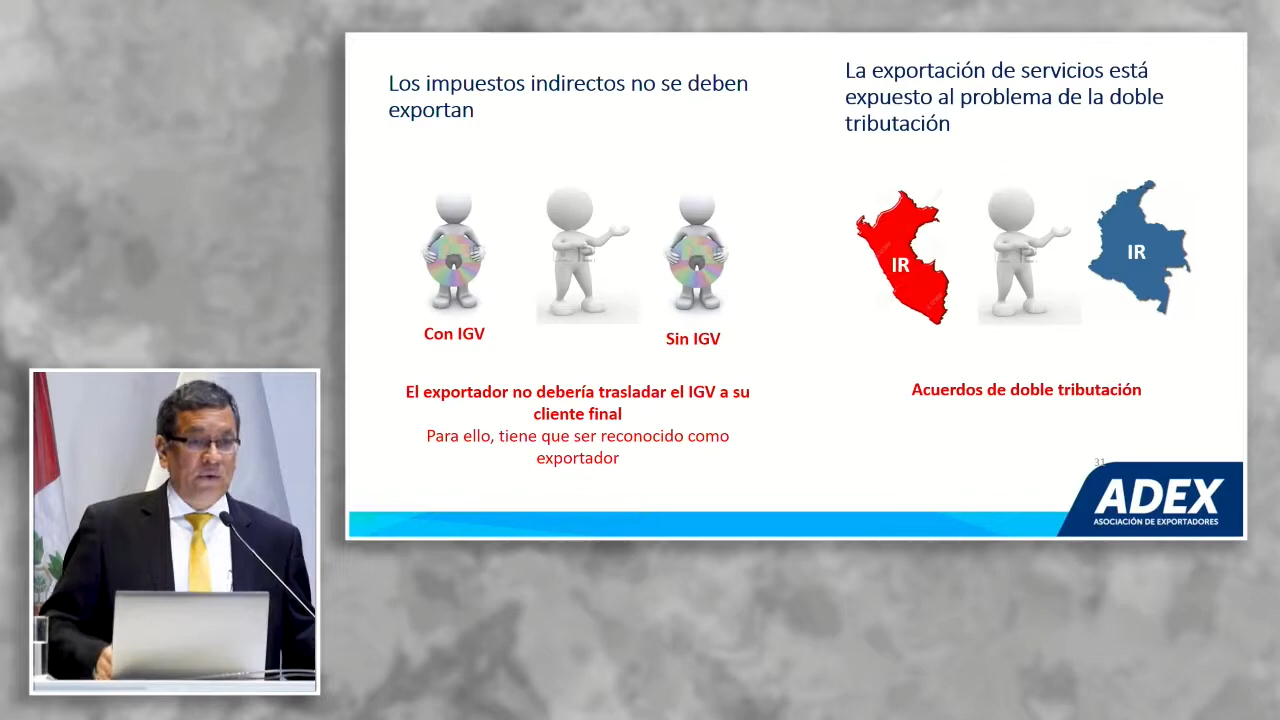 Los impuestos indirectos no se deben
exportan
Con IGV
Sin IGV
El exportador no debería trasladar el IGV a su
cliente final
Para ello, tiene que ser reconocido como
exportador
La exportación de servicios está
expuesto al problema de la doble
tributación
IR
IR
Acuerdos de doble tributación
31
ADEX
ASOCIACIÓN DE EXPORTADORES